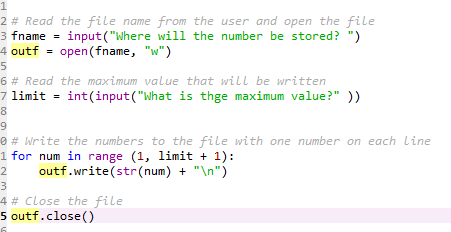 1
2 # Read the file name from the user and open the file
3 fname = input("Where will the number be stored? ")
4 outf = open(fname, "w")
5
6 # Read the maximum value that will be written
7 limit = int(input("What is thge maximum value?" ))
8
9
0 # Write the numbers to the file with one number on each line
1 for num in range (1, limit + 1):
2     outf.write(str(num) + "\n")
3
4 # Close the file
5 outf.close()
6